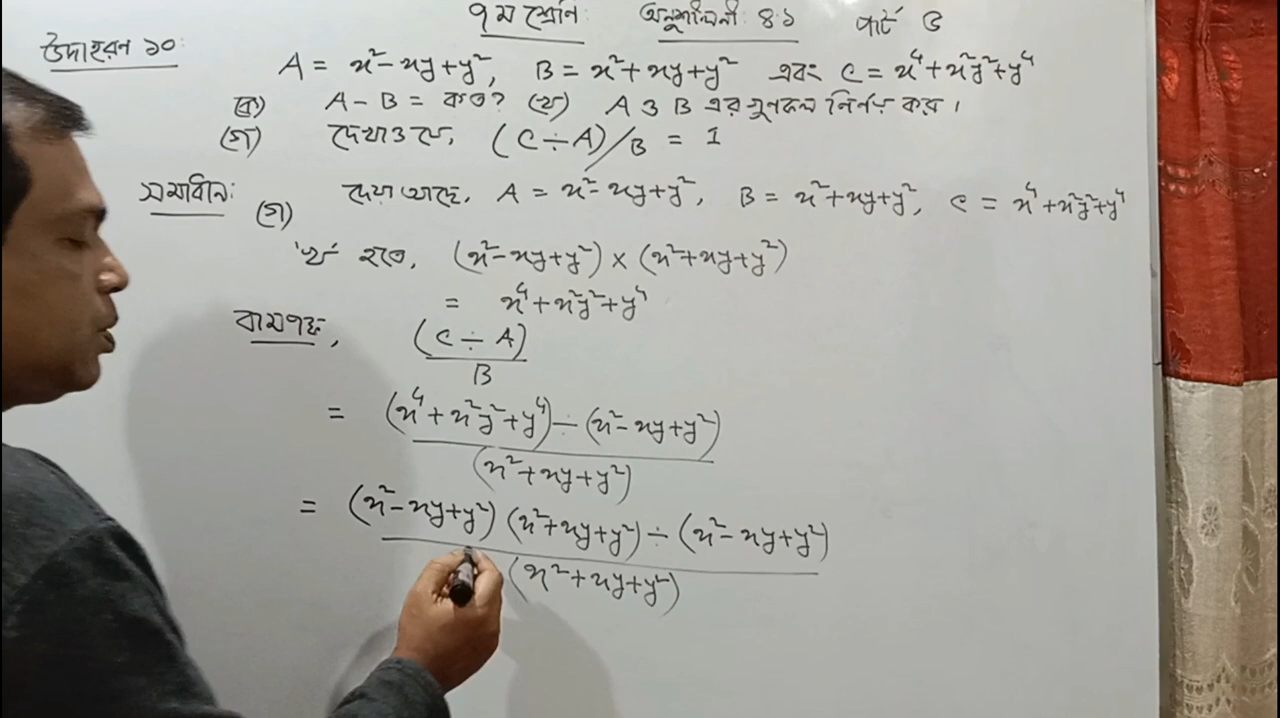 ৭ম শ্রেণি: অনুশীলনী: ৪.১ পার্ট ৫
উদাহরন ১০:
A = x² - xy + y², B = x² + xy + y² এবং C = x⁴ + x²y² + y⁴
(ক) A - B = কত? (খ) A ও B এর গুণফল নির্নয় কর।
(গ) দেখাও যে, (C ÷ A)/B = 1
সমাধান: (গ) দেয়া আছে, A = x² - xy + y², B = x² + xy + y², C = x⁴ + x²y² + y⁴
'খ' হতে, (x² - xy + y²) × (x² + xy + y²)
= x⁴ + x²y² + y⁴
বামপক্ষ, (C ÷ A)
B
= (x⁴ + x²y² + y⁴) ÷ (x² - xy + y²)
(x² + xy + y²)
= (x² - xy + y²) (x² + xy + y²) ÷ (x² - xy + y²)
(x² + xy + y²)